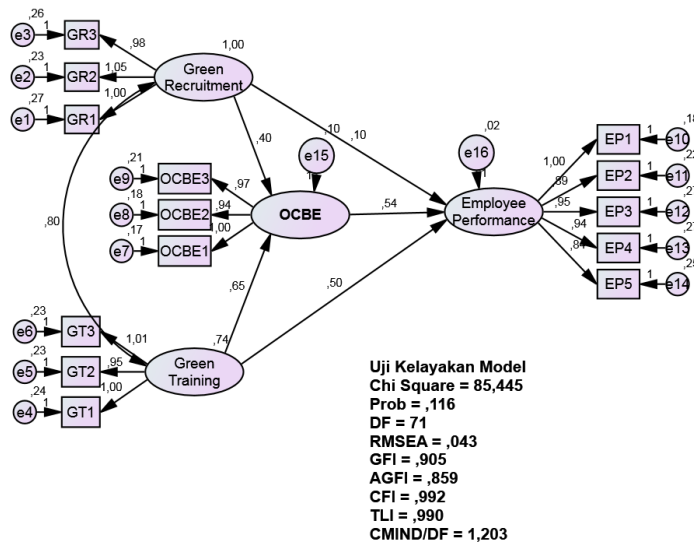 ,26
e3 1 GR3
,98
1,00
,23
e2 1 GR2
1,05
Green
Recruitment
,27
e1 1 GR1
1,00
,40
,10
,10
,02
e15
e16
1
,18
EP1 1 e10
1,00
EP2 1 e11
,89
EP3 1 e12
,95
EP4 1 e13
,94
EP5 1 e14
,21
e9 1 OCBE3
,97
,18
e8 1 OCBE2
,94
,17
e7 1 OCBE1
1,00
OCBE
,54
Employee
Performance
,80
,65
,50
,23
e6 1 GT3
1,01
,74
,23
e5 1 GT2
,95
Green
Training
,24
e4 1 GT1
1,00
Uji Kelayakan Model
Chi Square = 85,445
Prob = ,116
DF = 71
RMSEA = ,043
GFI = ,905
AGFI = ,859
CFI = ,992
TLI = ,990
CMIND/DF = 1,203